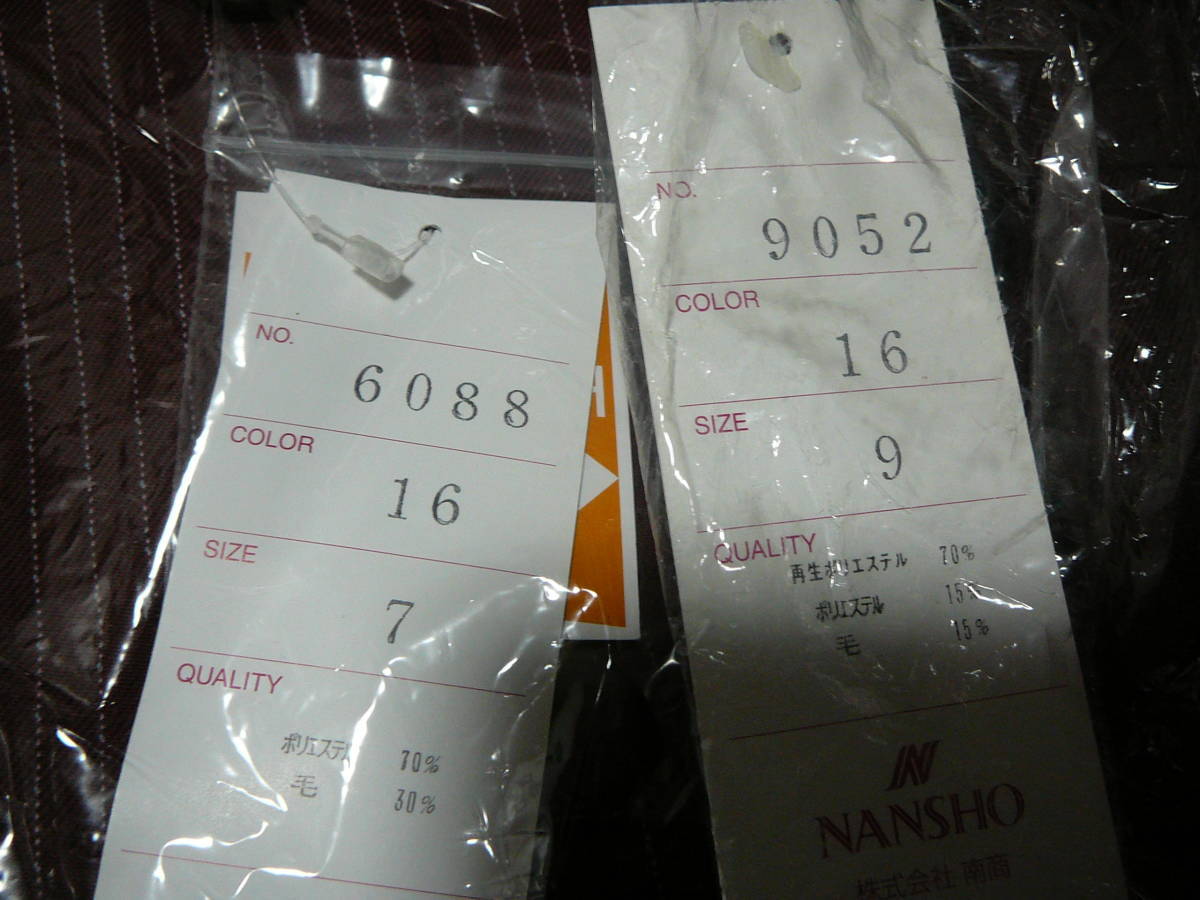 NO.
6088
COLOR
16
SIZE
7
QUALITY
ポリエステル 70%
毛 30%
NO.
9052
COLOR
16
SIZE
9
QUALITY
再生ポリエステル 70%
ポリエステル 15%
毛 15%
NANSHO
株式会社 南商